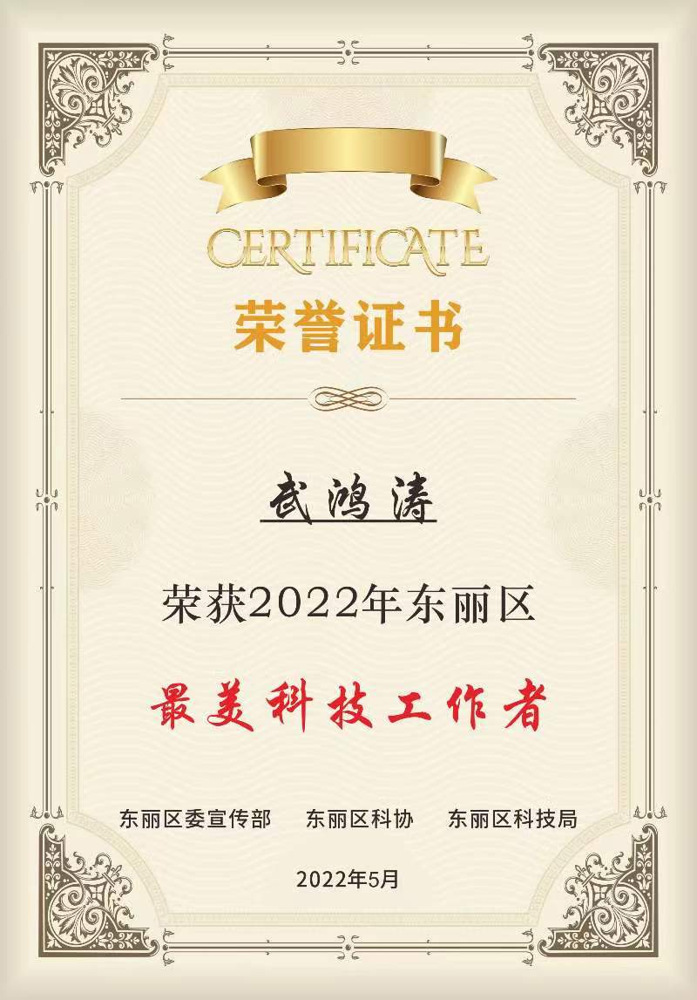 CERTIFICATE
荣誉证书
武鸿涛
荣获2022年东丽区
最美科技工作者
东丽区委宣传部 东丽区科协 东丽区科技局
2022年5月